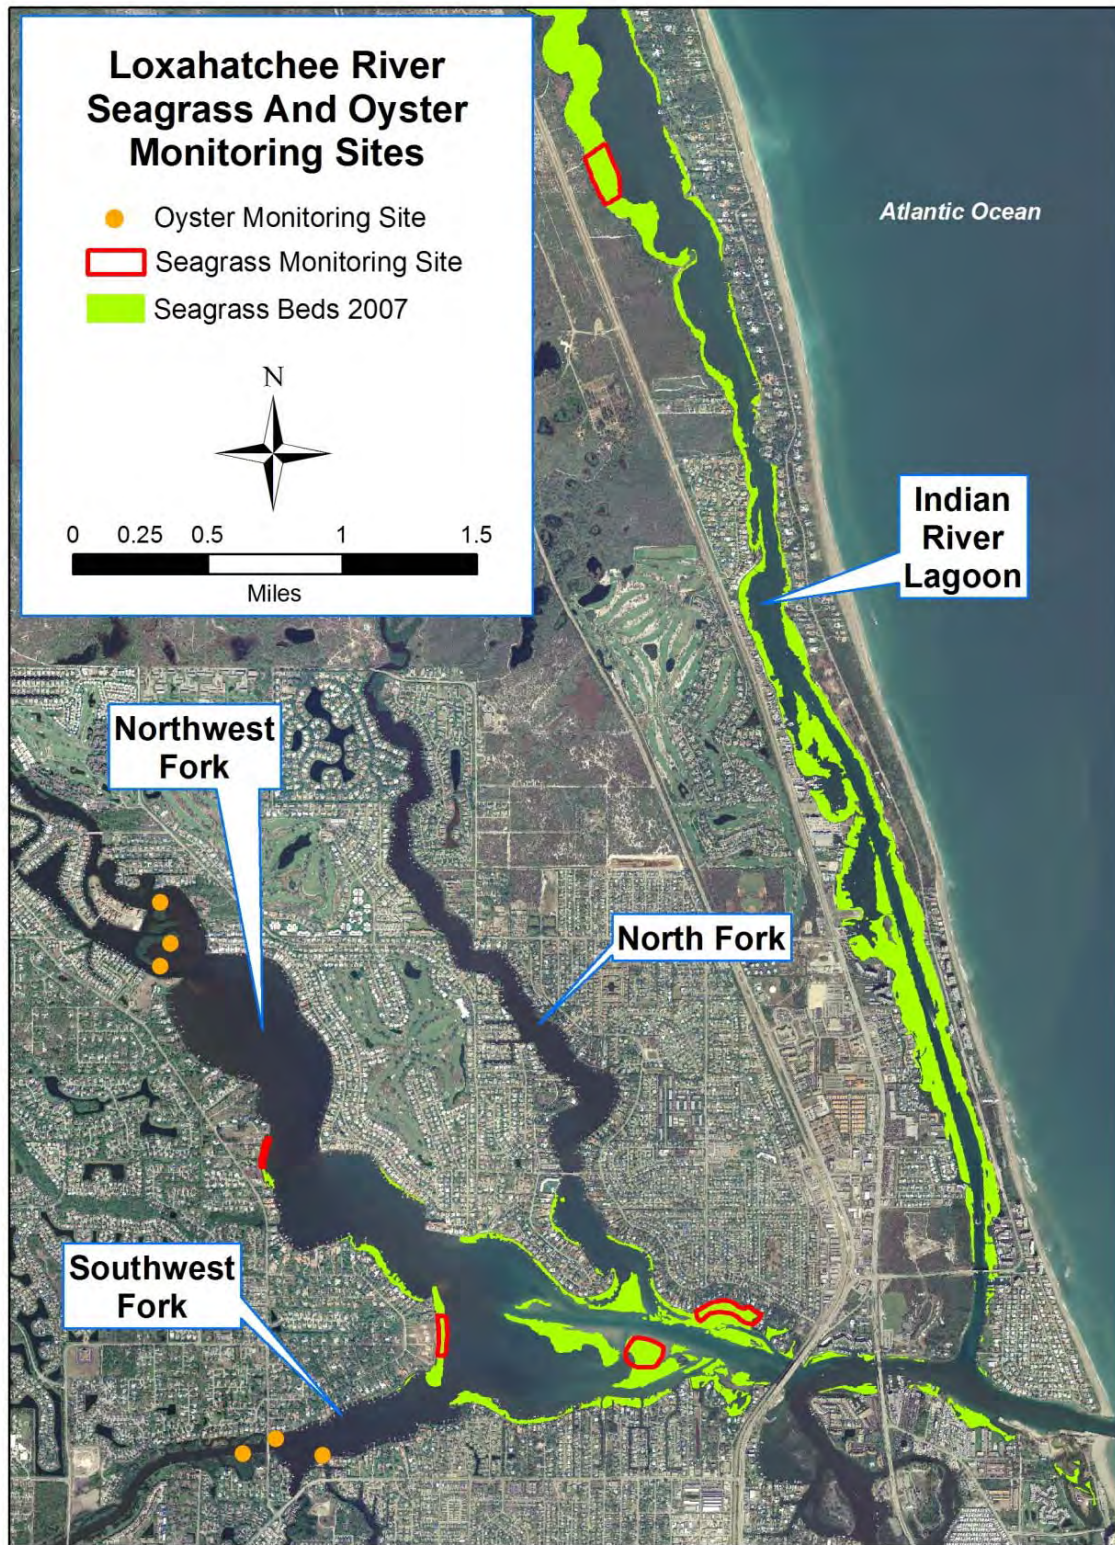 Loxahatchee River
Seagrass And Oyster
Monitoring Sites
Oyster Monitoring Site
Seagrass Monitoring Site
Seagrass Beds 2007
N
0 0.25 0.5 1 1.5
Miles
Atlantic Ocean
Indian
River
Lagoon
Northwest
Fork
North Fork
Southwest
Fork